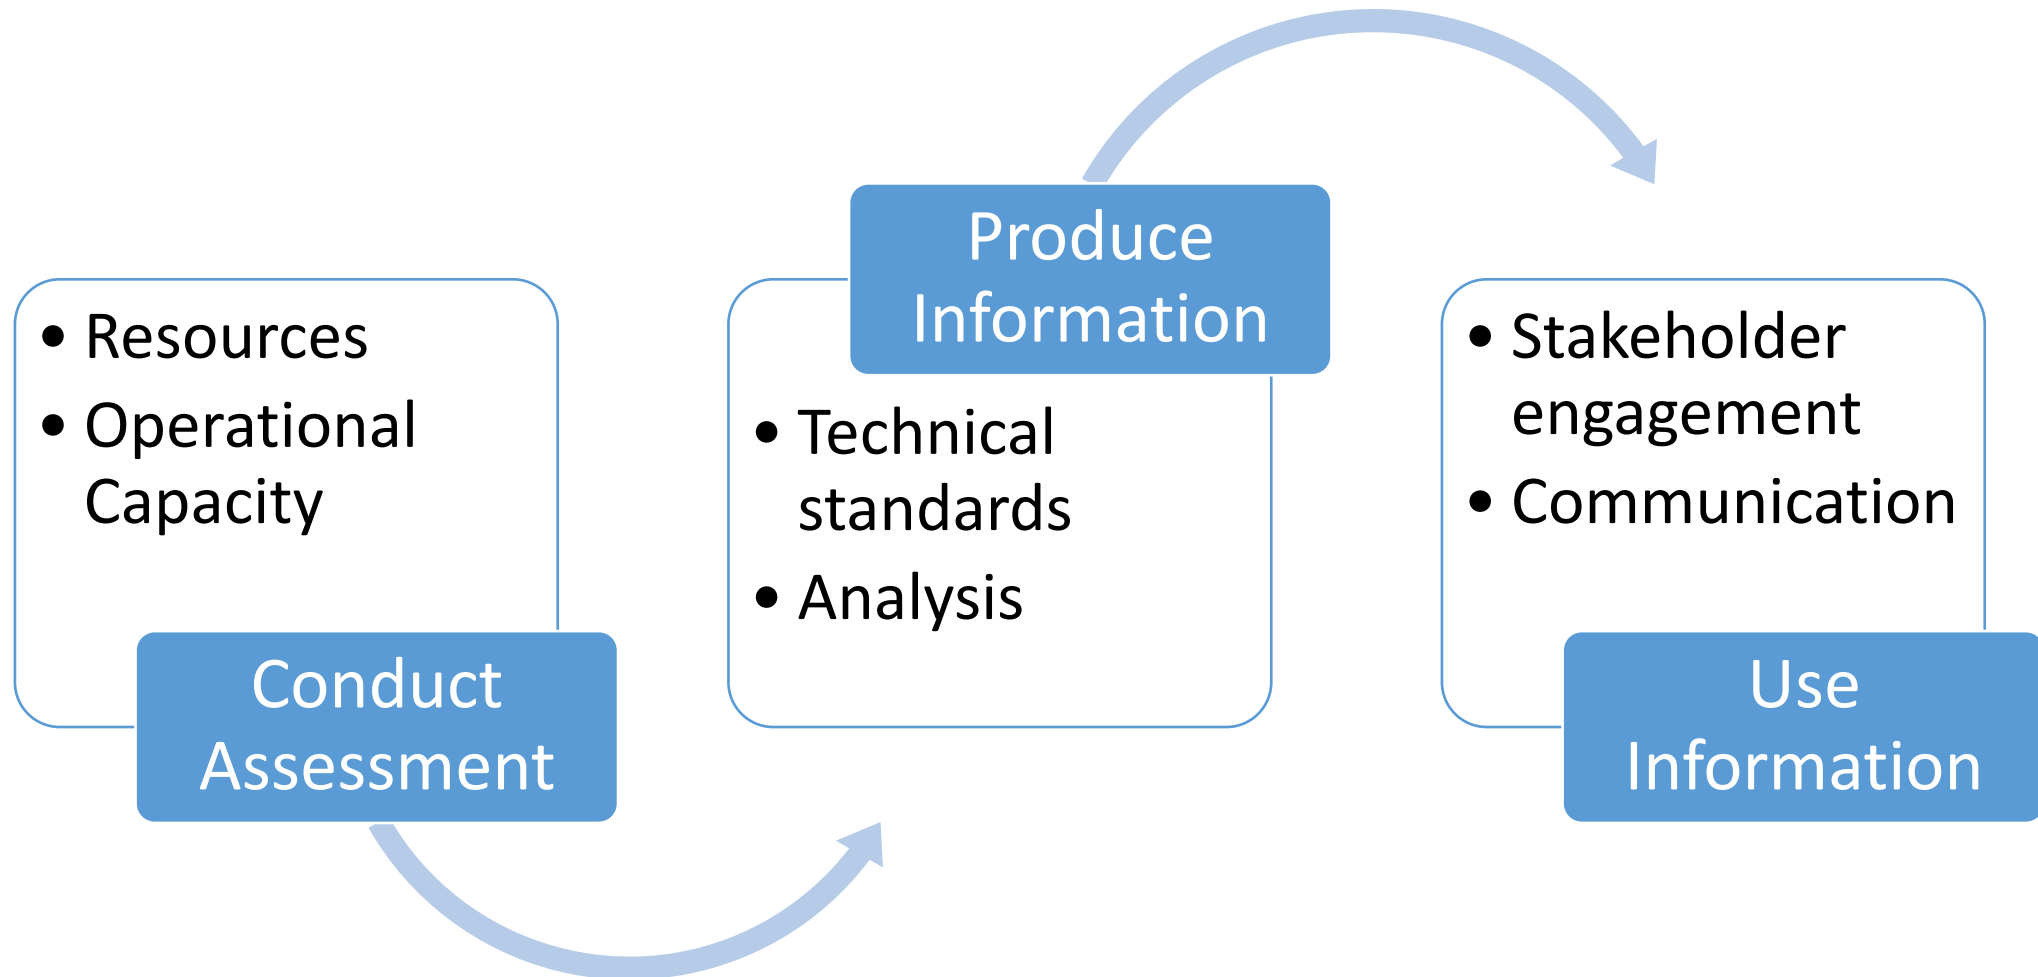 • Resources
• Operational
Capacity
Conduct
Assessment
Produce
Information
• Technical
standards
• Analysis
• Stakeholder
engagement
• Communication
Use
Information